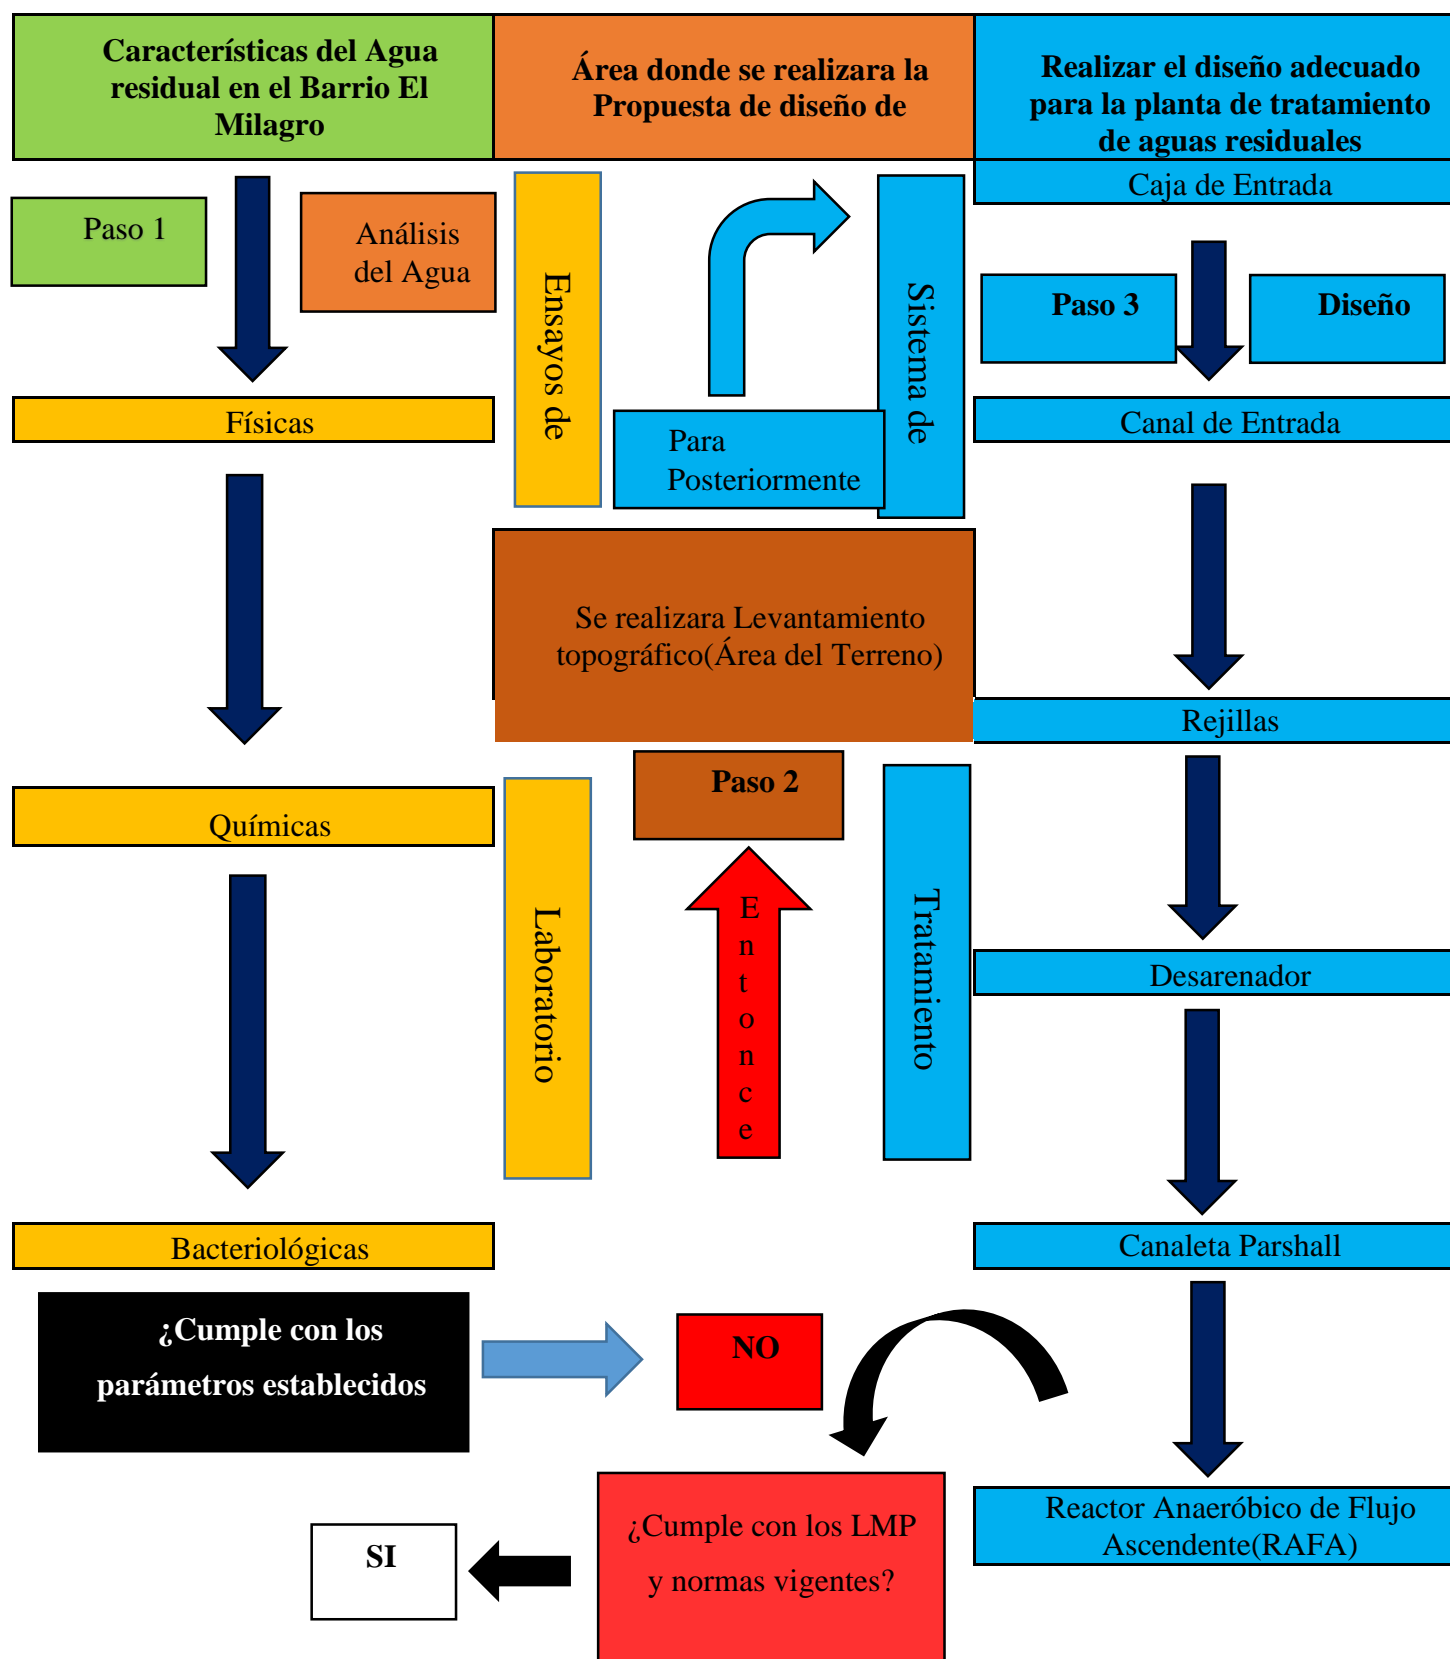 Características del Agua
residual en el Barrio El
Milagro
Área donde se realizara la
Propuesta de diseño de
Realizar el diseño adecuado
para la planta de tratamiento
de aguas residuales
Caja de Entrada
Paso 1
Análisis
del Agua
Ensayos de
Sistema de
Paso 3
Diseño
Físicas
Para
Posteriormente
Canal de Entrada
Se realizara Levantamiento
topográfico(Área del Terreno)
Rejillas
Paso 2
Químicas
Laboratorio
Entonce
Tratamiento
Desarenador
Bacteriológicas
Canaleta Parshall
¿Cumple con los
parámetros establecidos
NO
Reactor Anaeróbico de Flujo
Ascendente(RAFA)
¿Cumple con los LMP
y normas vigentes?
SI